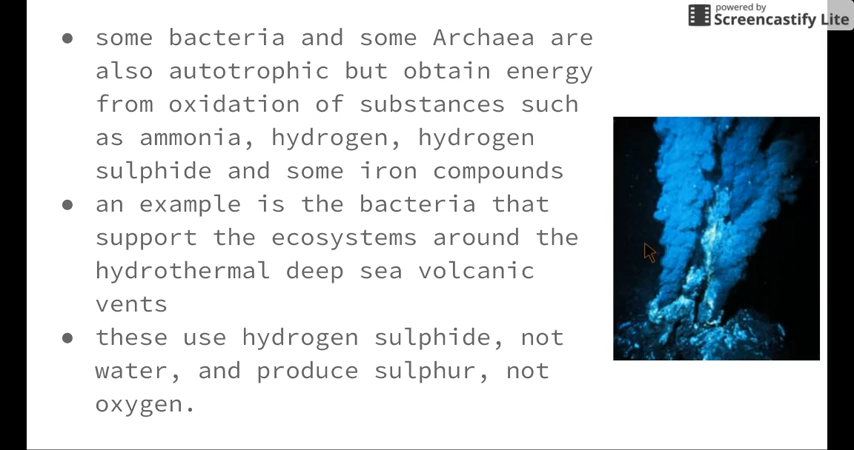 powered by
Screencastify Lite
● some bacteria and some Archaea are
also autotrophic but obtain energy
from oxidation of substances such
as ammonia, hydrogen, hydrogen
sulphide and some iron compounds
● an example is the bacteria that
support the ecosystems around the
hydrothermal deep sea volcanic
vents
● these use hydrogen sulphide, not
water, and produce sulphur, not
oxygen.